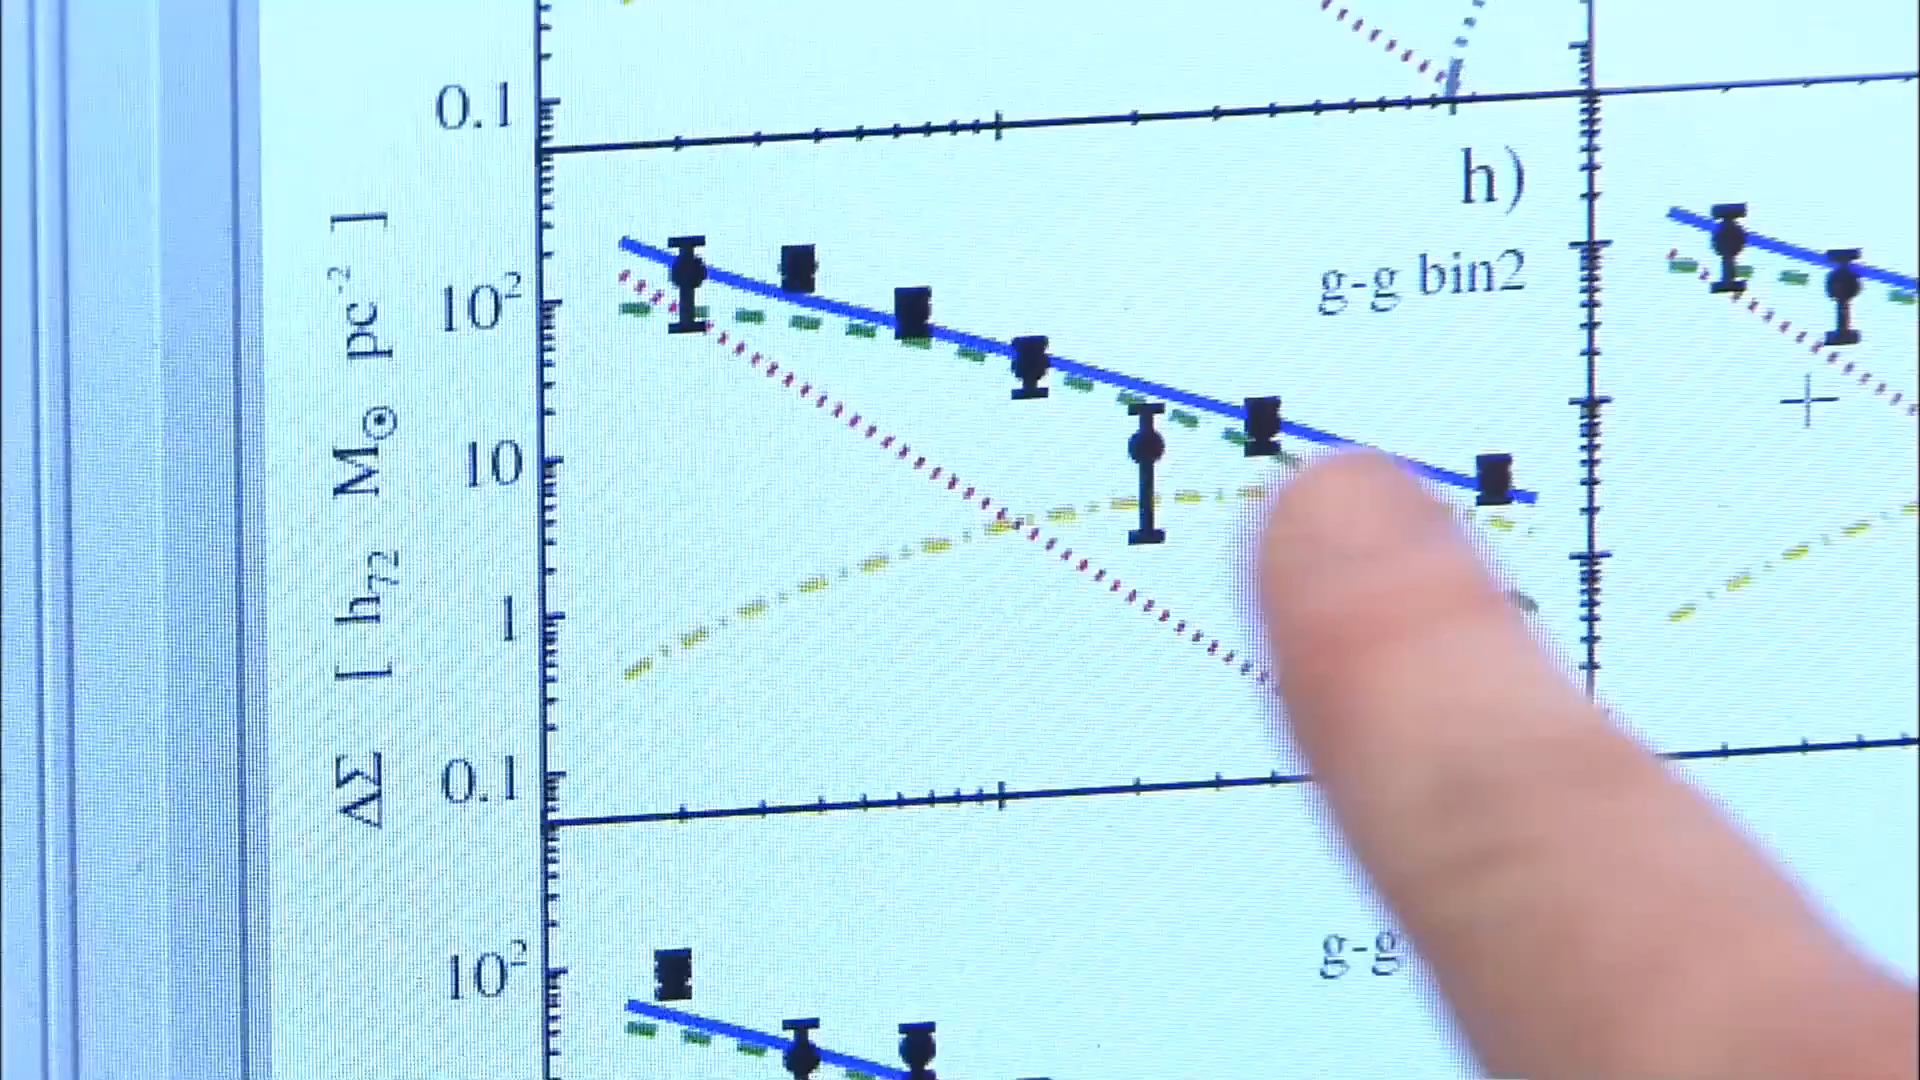 0.1
h)
g-g bin2
10²
10
1
0.1
ΔΣ [ h₇₂ M☉ pc⁻² ]
g-g
10²